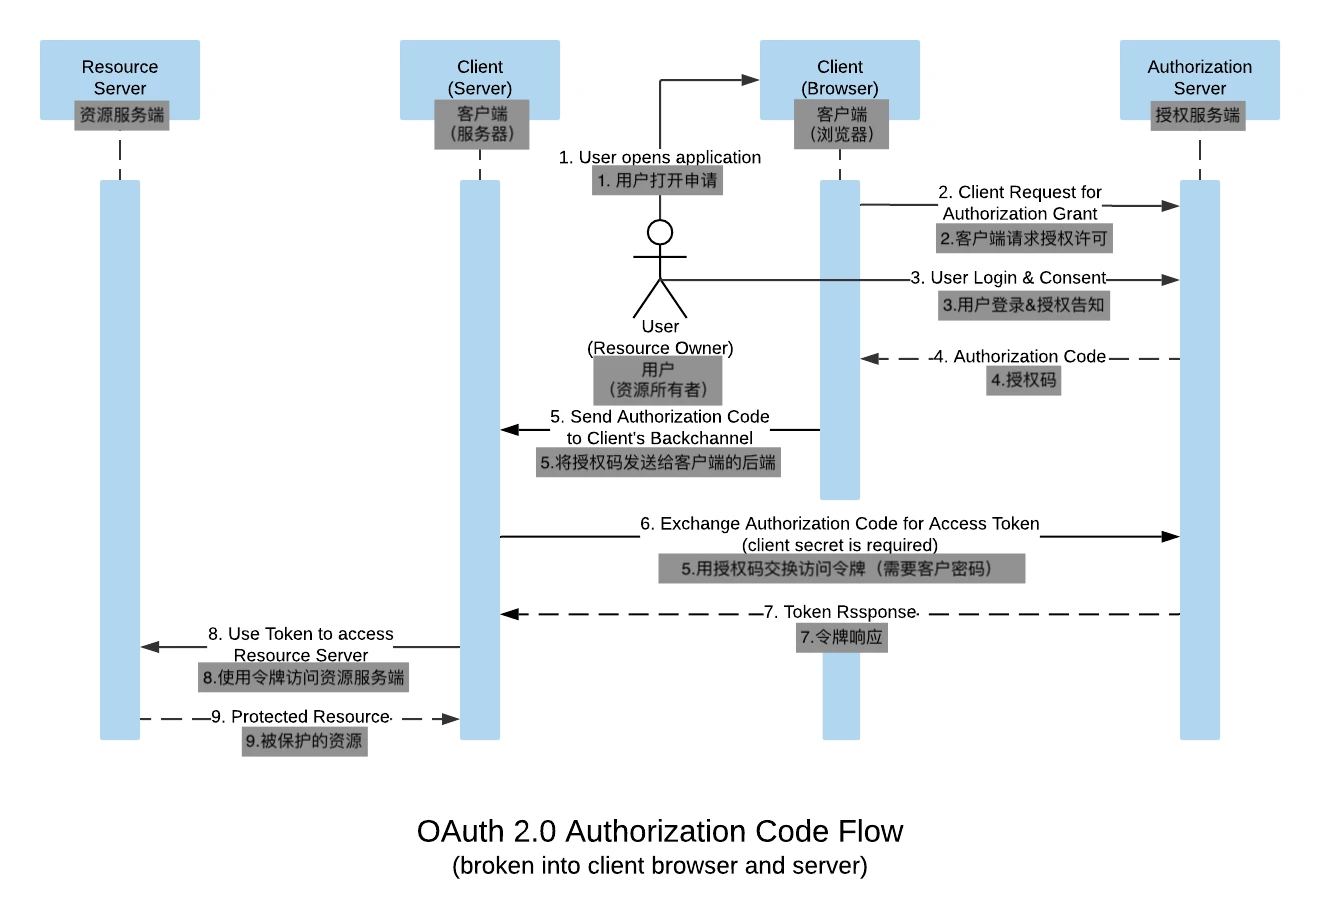 Resource
Server
资源服务端
Client
(Server)
客户端
（服务器）
Client
(Browser)
客户端
（浏览器）
Authorization
Server
授权服务端
1. User opens application
1. 用户打开申请
2. Client Request for
Authorization Grant
2.客户端请求授权许可
3. User Login & Consent
3.用户登录&授权告知
User
(Resource Owner)
用户
（资源所有者）
4. Authorization Code
4.授权码
5. Send Authorization Code
to Client's Backchannel
5.将授权码发送给客户端的后端
6. Exchange Authorization Code for Access Token
(client secret is required)
5.用授权码交换访问令牌（需要客户密码）
7. Token Rssponse
7.令牌响应
8. Use Token to access
Resource Server
8.使用令牌访问资源服务端
9. Protected Resource
9.被保护的资源
OAuth 2.0 Authorization Code Flow
(broken into client browser and server)